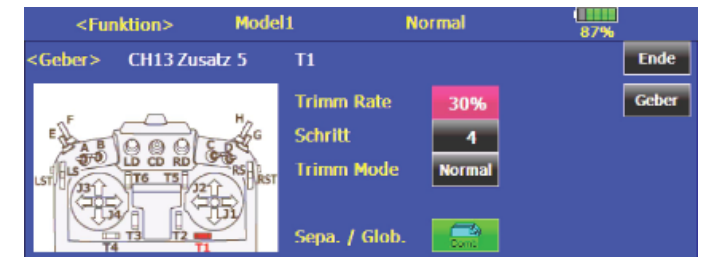 <Funktion> Model1 Normal 87%
<Geber> CH13 Zusatz 5 T1 Ende
Trimm Rate 30% Geber
Schritt 4
Trimm Mode Normal
Sepa. / Glob. Comb.
F H
E A B C D G
LD CD RD
LST LS T6 T5 RS RST
J3 J2
J4 J1
T3 T2
T4 T1